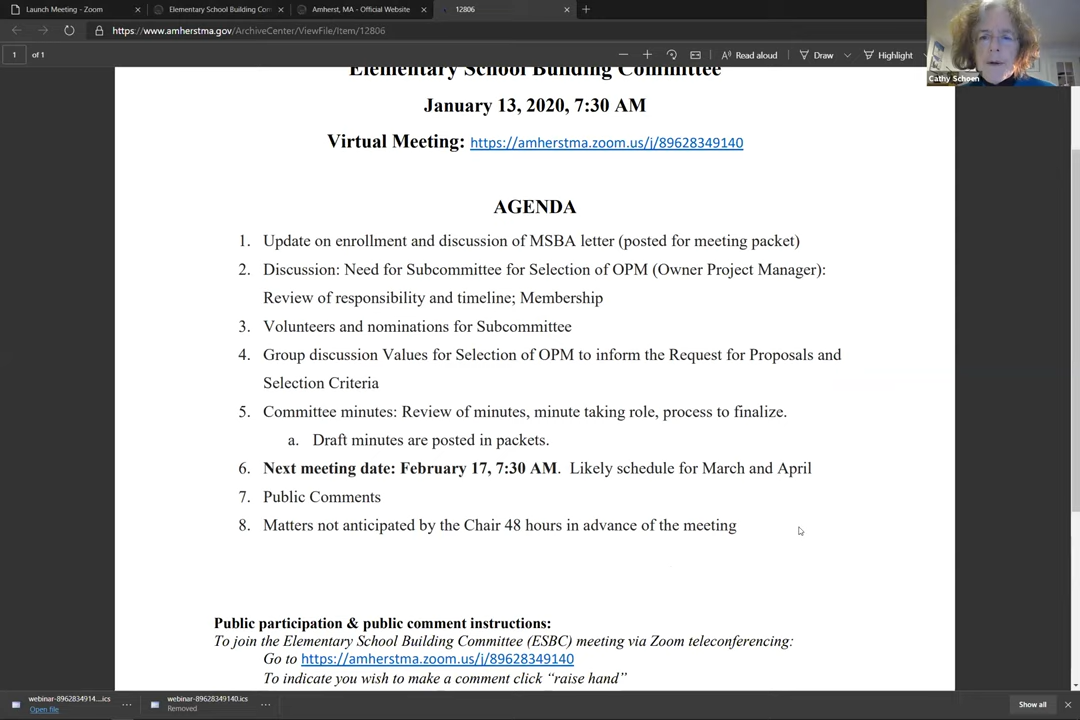 Launch Meeting - Zoom
Elementary School Building Com
Amherst, MA - Official Website
12806
https://www.amherstma.gov/ArchiveCenter/ViewFile/Item/12806
1 of 1
Read aloud
Draw
Highlight
Cathy Schoen
Elementary School Building Committee
January 13, 2020, 7:30 AM
Virtual Meeting: https://amherstma.zoom.us/j/89628349140
AGENDA
1. Update on enrollment and discussion of MSBA letter (posted for meeting packet)
2. Discussion: Need for Subcommittee for Selection of OPM (Owner Project Manager):
Review of responsibility and timeline; Membership
3. Volunteers and nominations for Subcommittee
4. Group discussion Values for Selection of OPM to inform the Request for Proposals and
Selection Criteria
5. Committee minutes: Review of minutes, minute taking role, process to finalize.
a. Draft minutes are posted in packets.
6. Next meeting date: February 17, 7:30 AM. Likely schedule for March and April
7. Public Comments
8. Matters not anticipated by the Chair 48 hours in advance of the meeting
Public participation & public comment instructions:
To join the Elementary School Building Committee (ESBC) meeting via Zoom teleconferencing:
Go to https://amherstma.zoom.us/j/89628349140
To indicate you wish to make a comment click “raise hand”
webinar-8962834914....ics
Open file
webinar-89628349140.ics
Removed
Show all